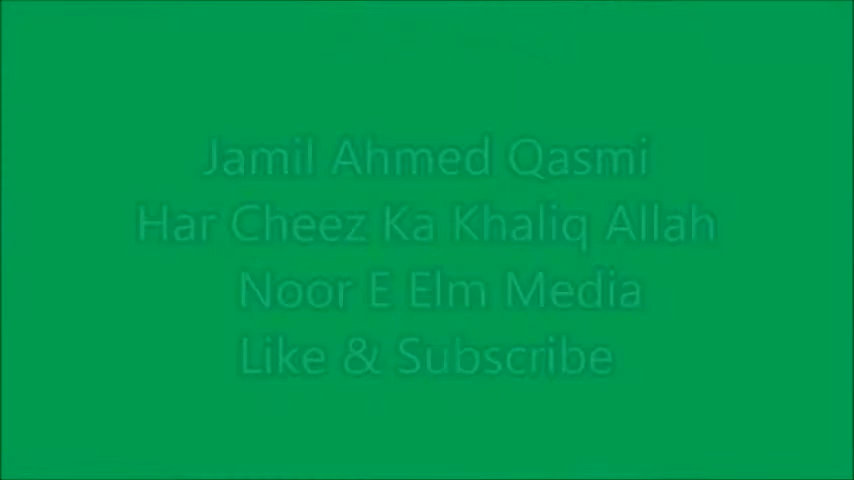 Jamil Ahmed Qasmi
Har Cheez Ka Khaliq Allah
Noor E Elm Media
Like & Subscribe